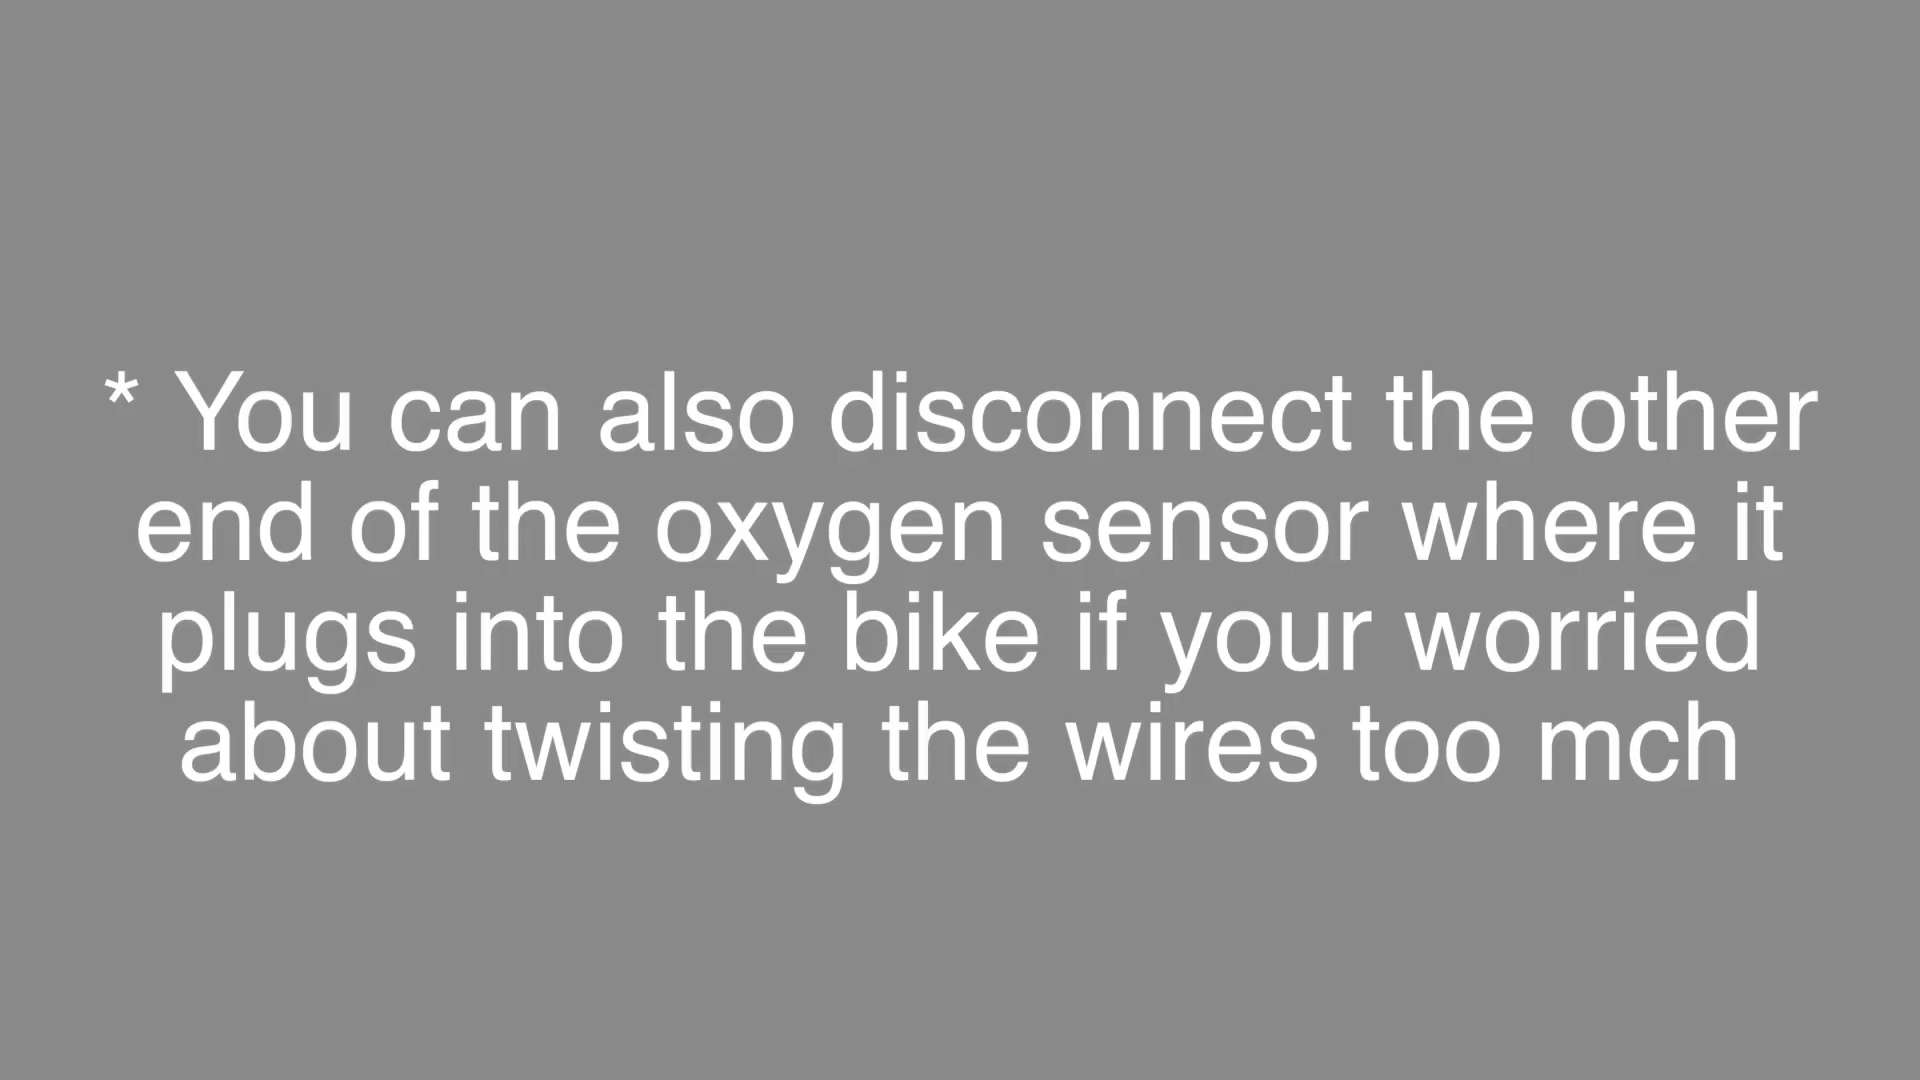 * You can also disconnect the other
end of the oxygen sensor where it
plugs into the bike if your worried
about twisting the wires too mch